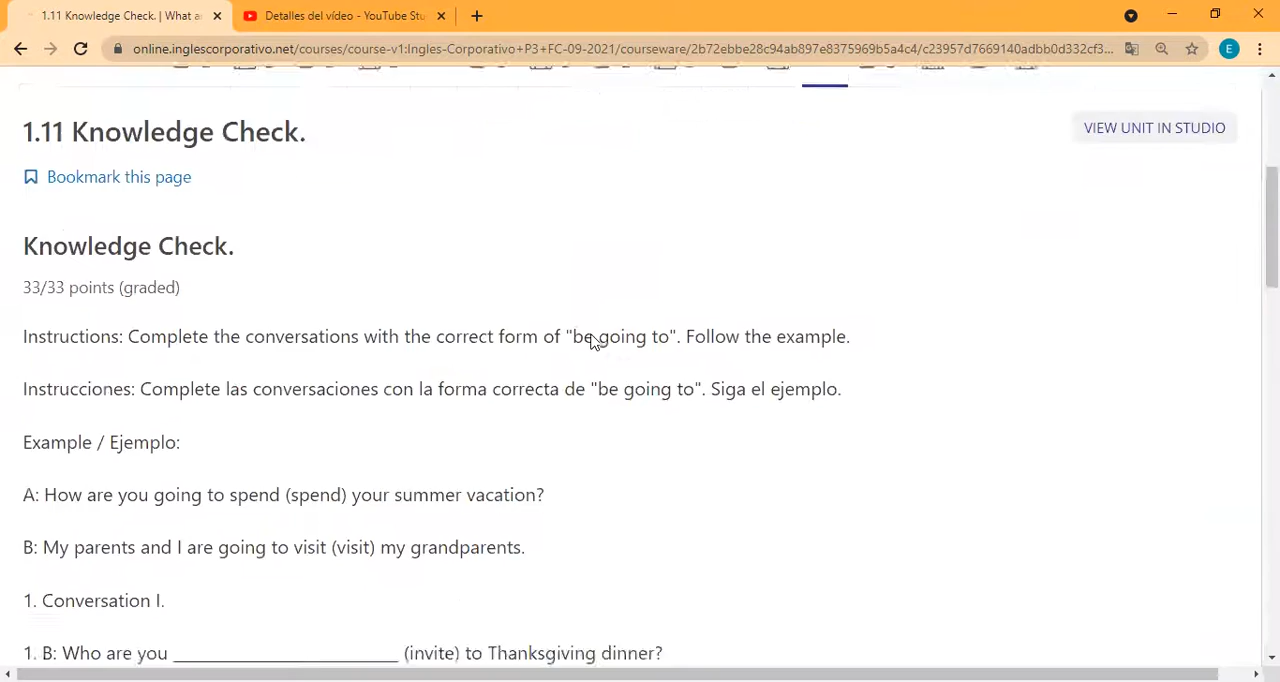 1.11 Knowledge Check. | What a
Detalles del vídeo - YouTube Stu
online.inglescorporativo.net/courses/course-v1:Ingles-Corporativo+P3+FC-09-2021/courseware/2b72ebbe28c94ab897e8375969b5a4c4/c23957d7669140adbb0d332cf3...
E
1.11 Knowledge Check.
VIEW UNIT IN STUDIO
Bookmark this page
Knowledge Check.
33/33 points (graded)
Instructions: Complete the conversations with the correct form of "be going to". Follow the example.
Instrucciones: Complete las conversaciones con la forma correcta de "be going to". Siga el ejemplo.
Example / Ejemplo:
A: How are you going to spend (spend) your summer vacation?
B: My parents and I are going to visit (visit) my grandparents.
1. Conversation I.
1. B: Who are you ______________________ (invite) to Thanksgiving dinner?